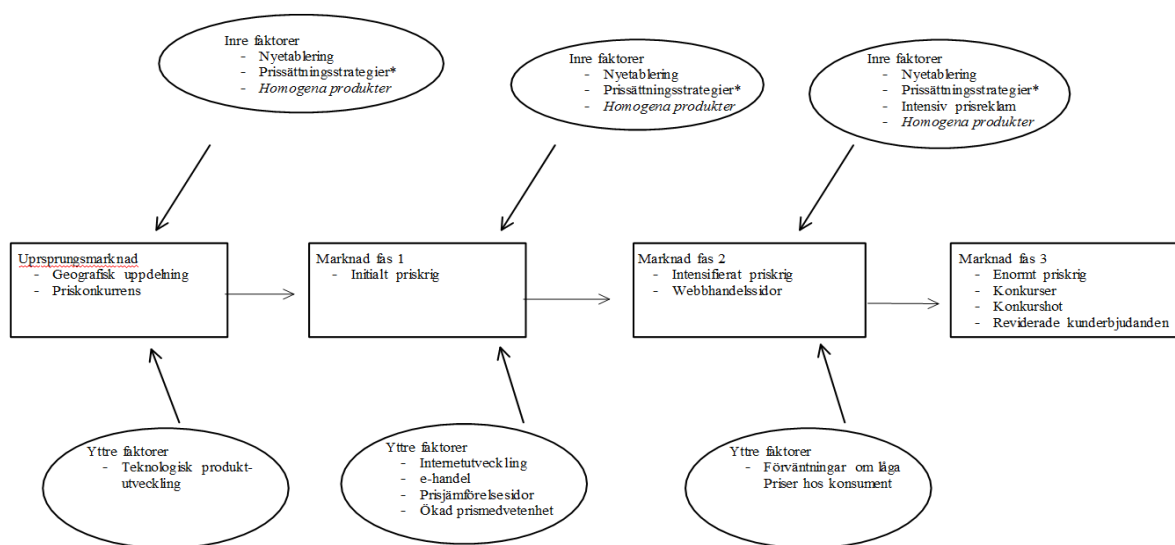 Inre faktorer
- Nyetablering
- Prissättningsstrategier*
- Homogena produkter
Inre faktorer
- Nyetablering
- Prissättningsstrategier*
- Homogena produkter
Inre faktorer
- Nyetablering
- Prissättningsstrategier*
- Intensiv prisreklam
- Homogena produkter
Uprsprungsmarknad
- Geografisk uppdelning
- Priskonkurrens
Marknad fas 1
- Initialt priskrig
Marknad fas 2
- Intensifierat priskrig
- Webbhandelssidor
Marknad fas 3
- Enormt priskrig
- Konkurser
- Konkurshot
- Reviderade kunderbjudanden
Yttre faktorer
- Teknologisk produkt-
utveckling
Yttre faktorer
- Internetutveckling
- e-handel
- Prisjämförelsesidor
- Ökad prismedvetenhet
Yttre faktorer
- Förväntningar om låga
Priser hos konsument